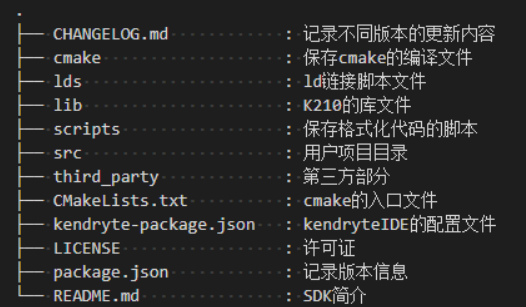 .
├── CHANGELOG.md : 记录不同版本的更新内容
├── cmake : 保存cmake的编译文件
├── lds : ld链接脚本文件
├── lib : K210的库文件
├── scripts : 保存格式化代码的脚本
├── src : 用户项目目录
├── third_party : 第三方部分
├── CMakeLists.txt : cmake的入口文件
├── kendryte-package.json : kendryteIDE的配置文件
├── LICENSE : 许可证
├── package.json : 记录版本信息
└── README.md : SDK简介